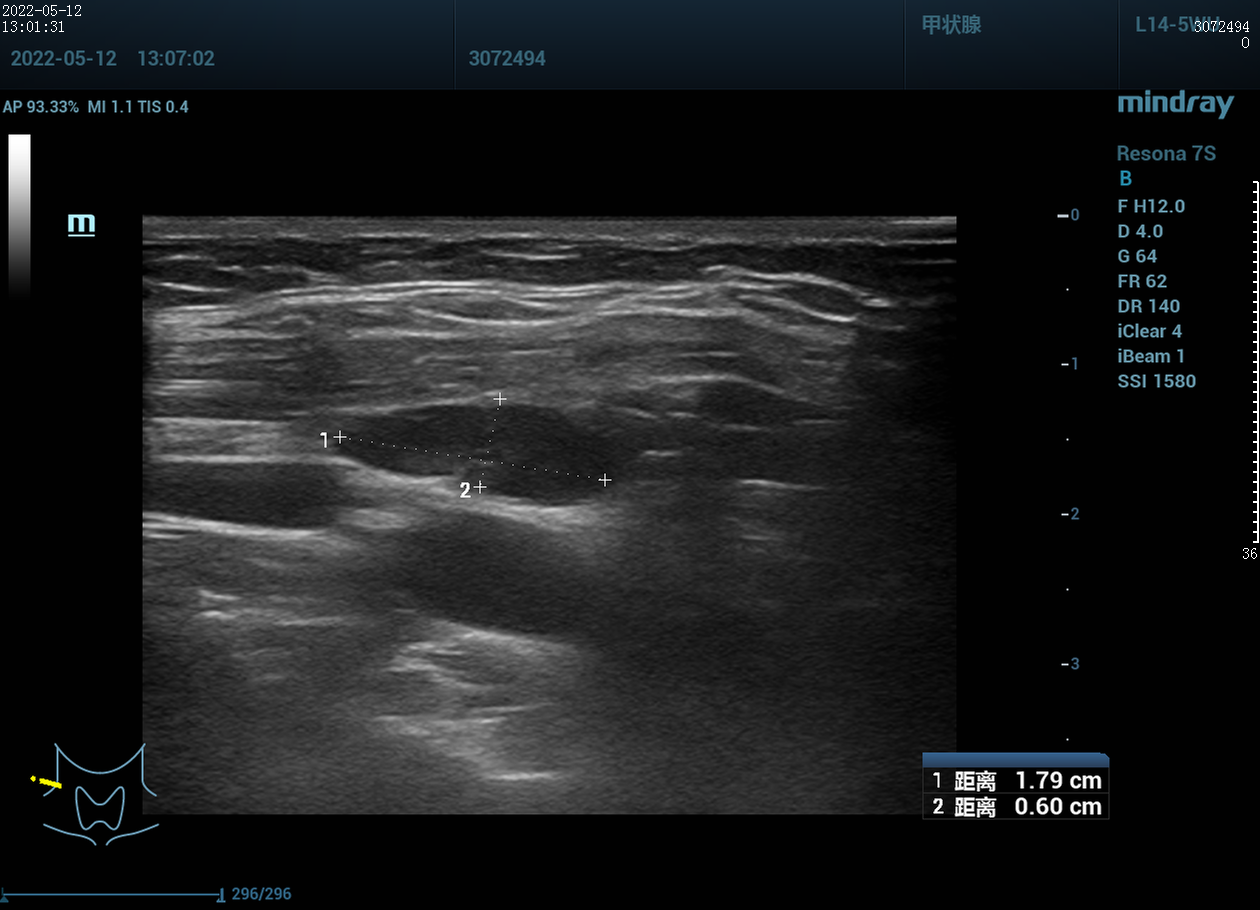 2022-05-12
13:01:31
甲状腺
L14-5WU
3072494
0
2022-05-12 13:07:02
3072494
AP 93.33% MI 1.1 TIS 0.4
mindray
Resona 7S
B
m
F H12.0
D 4.0
G 64
FR 62
DR 140
iClear 4
iBeam 1
SSI 1580
0
1
2
3
1
2
36
1 距离 1.79 cm
2 距离 0.60 cm
296/296